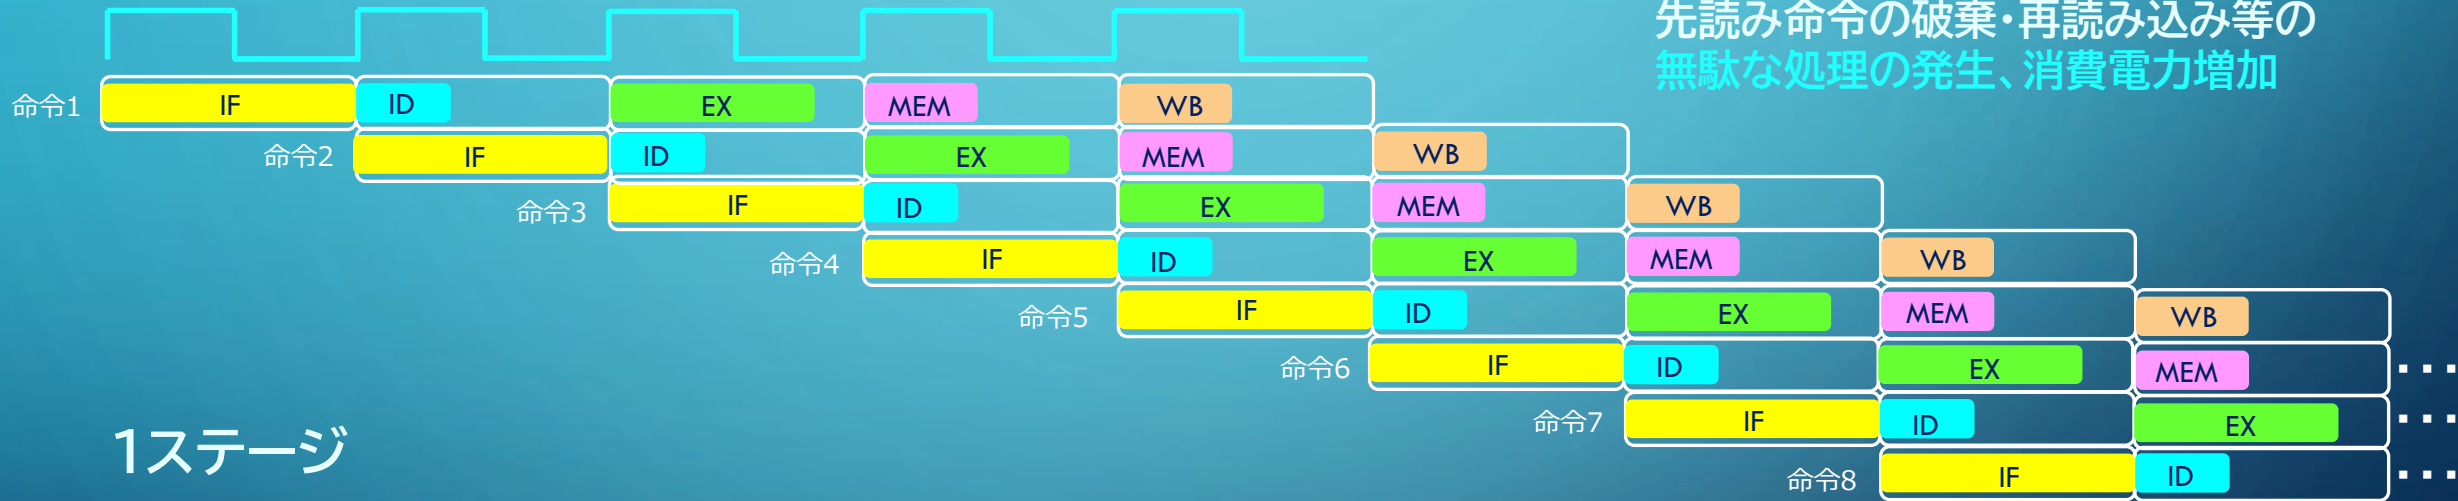 先読み命令の破棄・再読み込み等の
無駄な処理の発生、消費電力増加
命令1 IF ID EX MEM WB
命令2 IF ID EX MEM WB
命令3 IF ID EX MEM WB
命令4 IF ID EX MEM WB
命令5 IF ID EX MEM WB
命令6 IF ID EX MEM ...
命令7 IF ID EX ...
命令8 IF ID ...
1ステージ